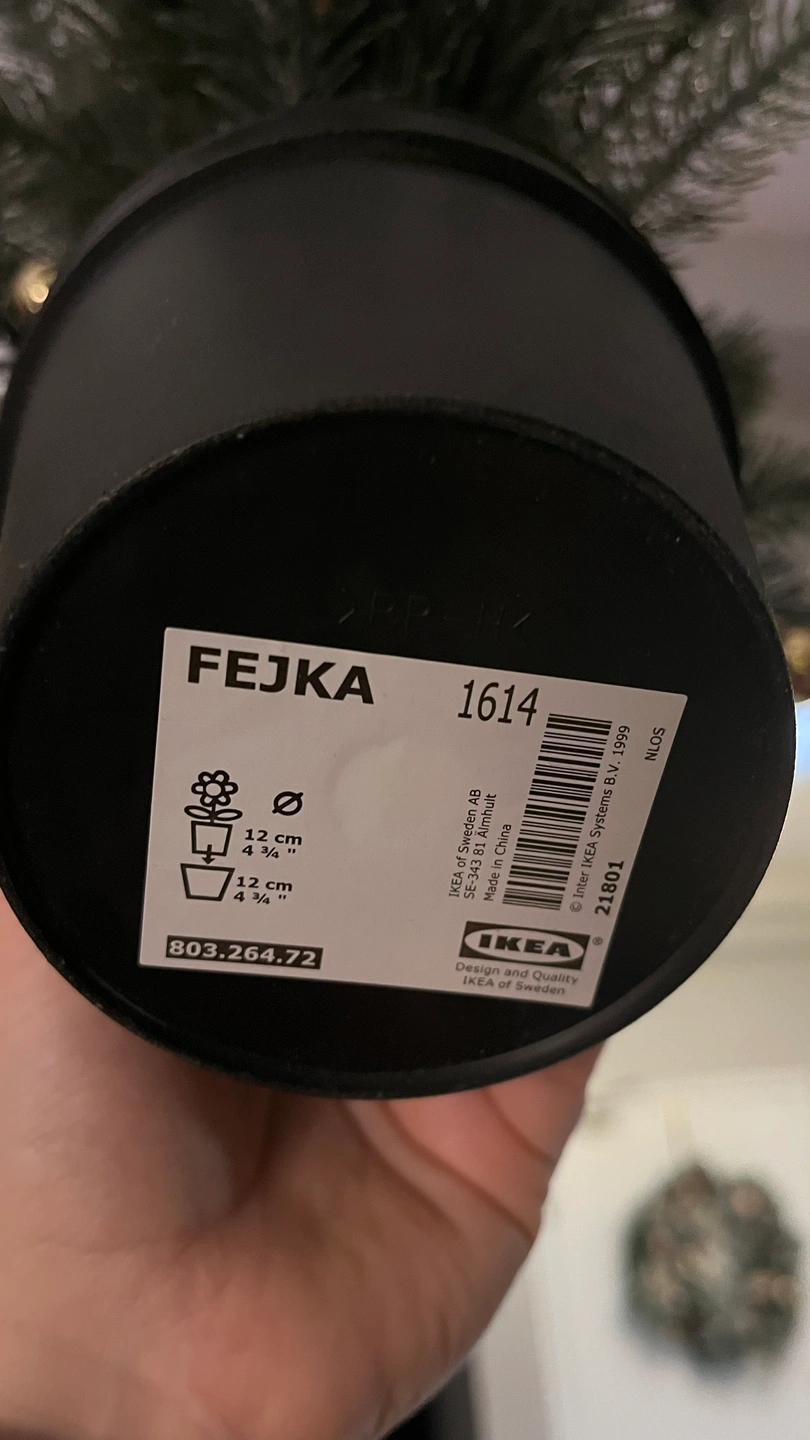 FEJKA
1614
Ø
12 cm
4 ¾ "
12 cm
4 ¾ "
803.264.72
IKEA of Sweden AB
SE-343 81 Älmhult
Made in China
© Inter IKEA Systems B.V. 1999
21801
NLOS
IKEA ®
Design and Quality
IKEA of Sweden